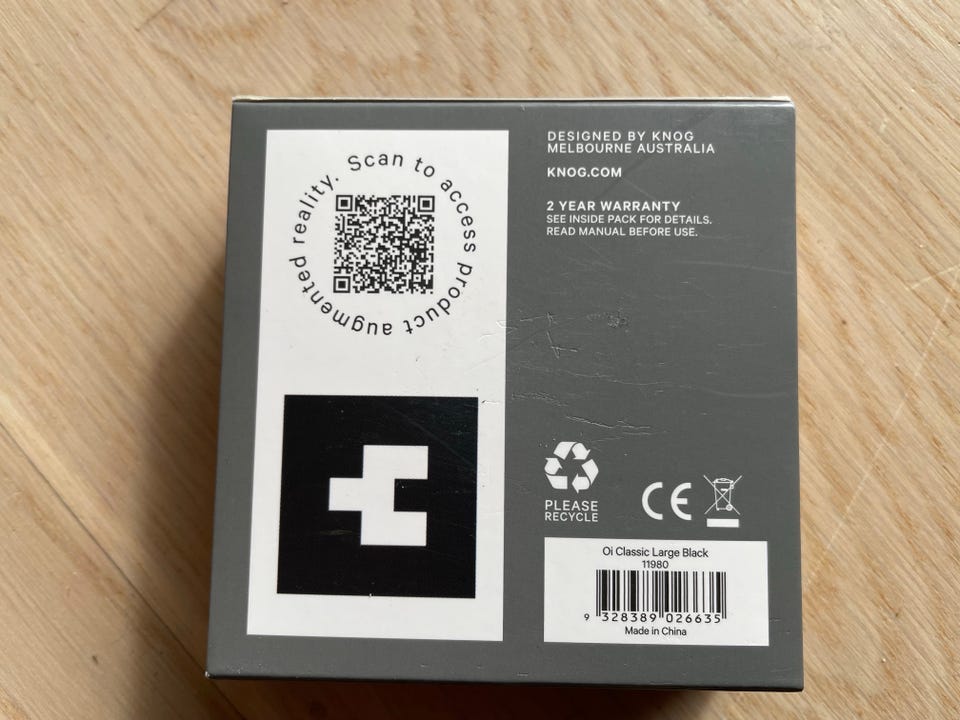 Scan to access product augmented reality.
DESIGNED BY KNOG
MELBOURNE AUSTRALIA
KNOG.COM
2 YEAR WARRANTY
SEE INSIDE PACK FOR DETAILS.
READ MANUAL BEFORE USE.
PLEASE
RECYCLE
CE
Oi Classic Large Black
11980
9 328389 026635
Made in China